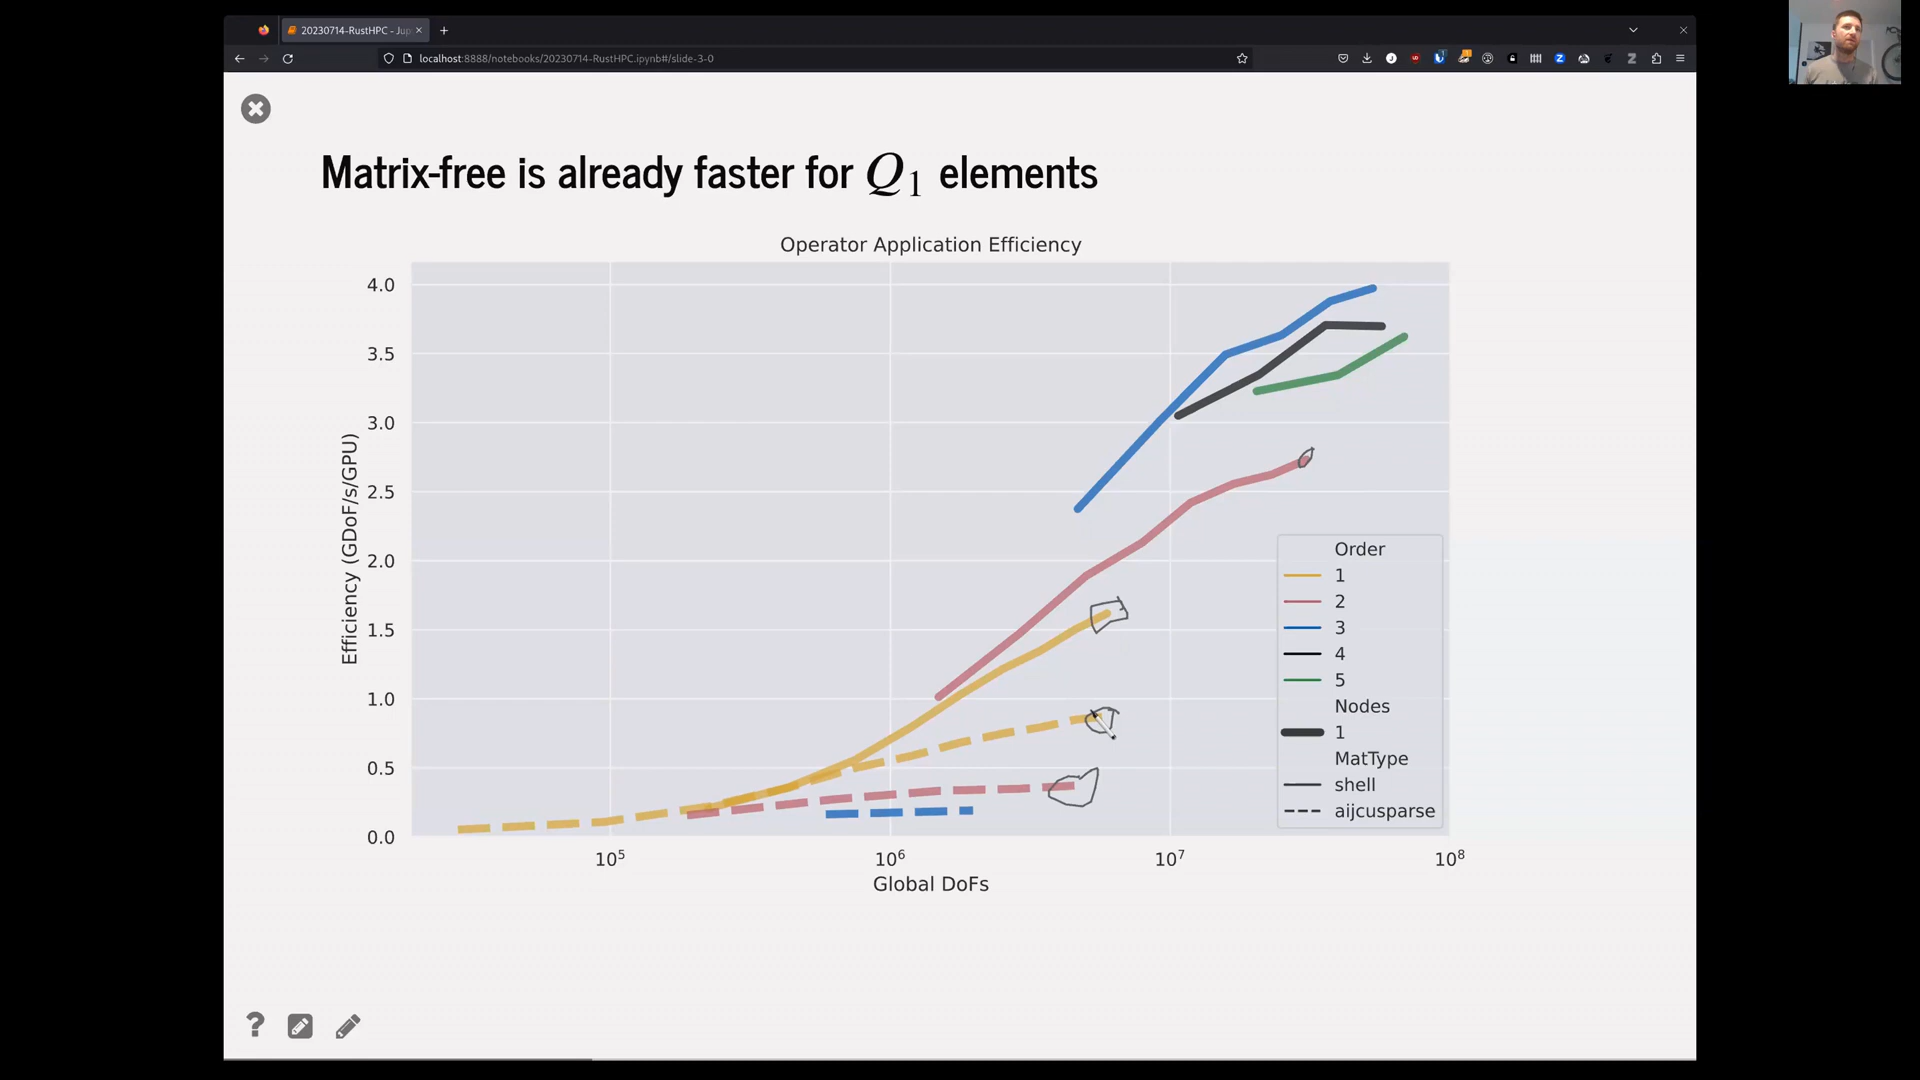 20230714-RustHPC - Jup
localhost:8888/notebooks/20230714-RustHPC.ipynb#/slide-3-0
Matrix-free is already faster for Q1 elements
Operator Application Efficiency
4.0
3.5
3.0
2.5
2.0
1.5
1.0
0.5
0.0
Efficiency (GDoF/s/GPU)
10^5
10^6
10^7
10^8
Global DoFs
Order
1
2
3
4
5
Nodes
1
MatType
shell
aijcusparse